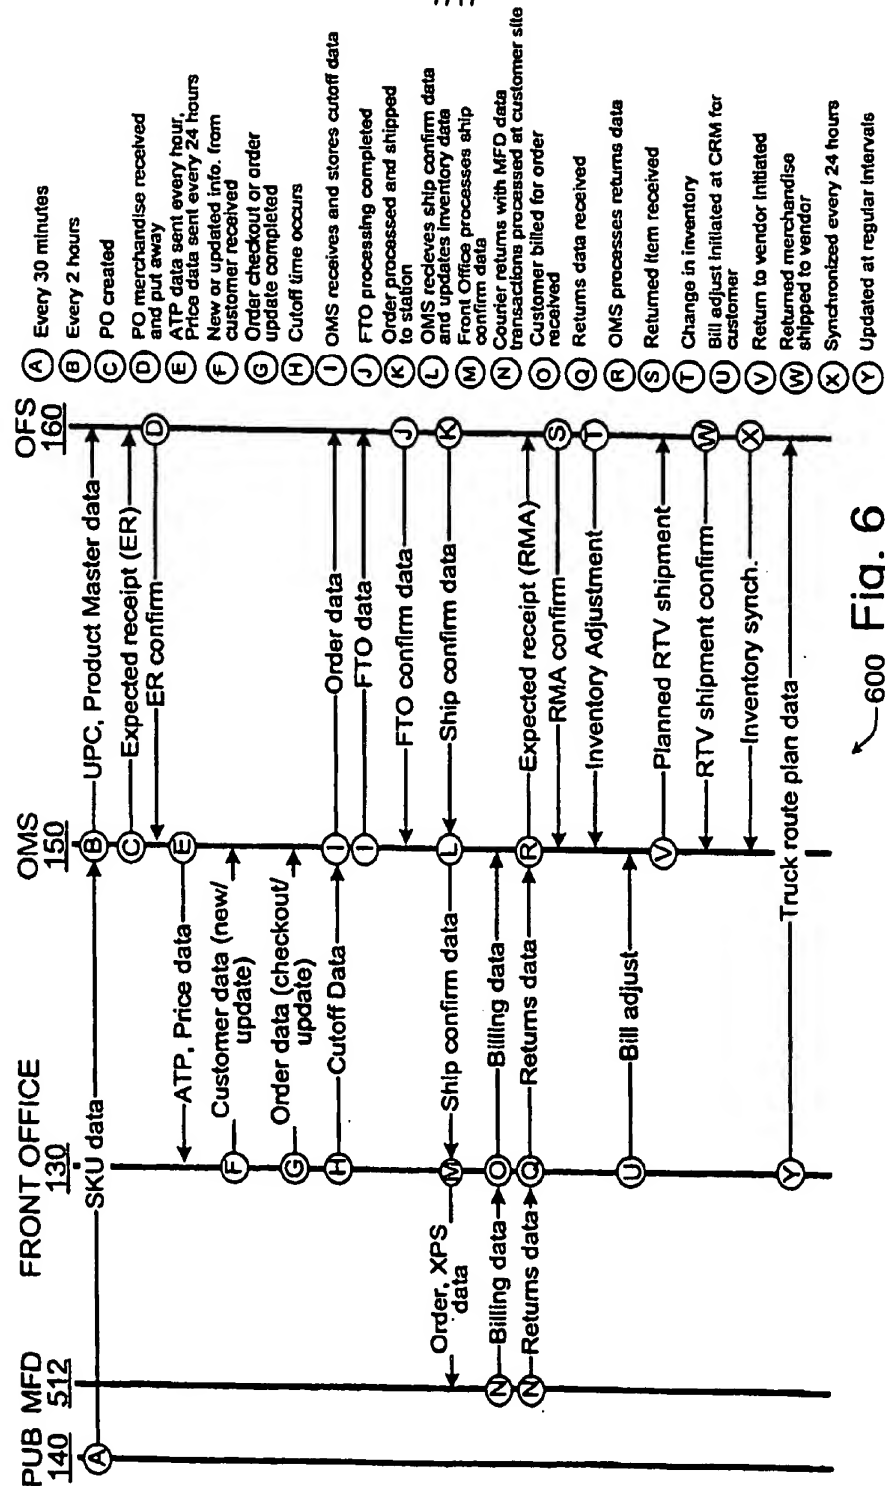 PUB
140
MFD
512
FRONT OFFICE
130
OMS
150
OFS
160
A
SKU data
B
UPC, Product Master data
C
Expected receipt (ER)
D
ER confirm
E
ATP, Price data
F
Customer data (new/
update)
G
Order data (checkout/
update)
H
Cutoff Data
I
Order data
I
FTO data
J
FTO confirm data
K
Ship confirm data
L
Ship confirm data
M
Order, XPS
data
N
Billing data
O
Billing data
N
Returns data
Q
Returns data
R
Expected receipt (RMA)
S
RMA confirm
T
Inventory Adjustment
U
Bill adjust
V
Planned RTV shipment
W
RTV shipment confirm
X
Inventory synch.
Y
Truck route plan data
A Every 30 minutes
B Every 2 hours
C PO created
D PO merchandise received
and put away
E ATP data sent every hour,
Price data sent every 24 hours
F New or updated info. from
customer received
G Order checkout or order
update completed
H Cutoff time occurs
I OMS receives and stores cutoff data
J FTO processing completed
K Order processed and shipped
to station
L OMS recieves ship confirm data
and updates inventory data
M Front Office processes ship
confirm data
N Courier returns with MFD data
transactions processed at customer site
O Customer billed for order
received
Q Returns data received
R OMS processes returns data
S Returned item received
T Change in inventory
U Bill adjust initiated at CRM for
customer
V Return to vendor initiated
W Returned merchandise
shipped to vendor
X Synchronized every 24 hours
Y Updated at regular intervals
600
Fig. 6